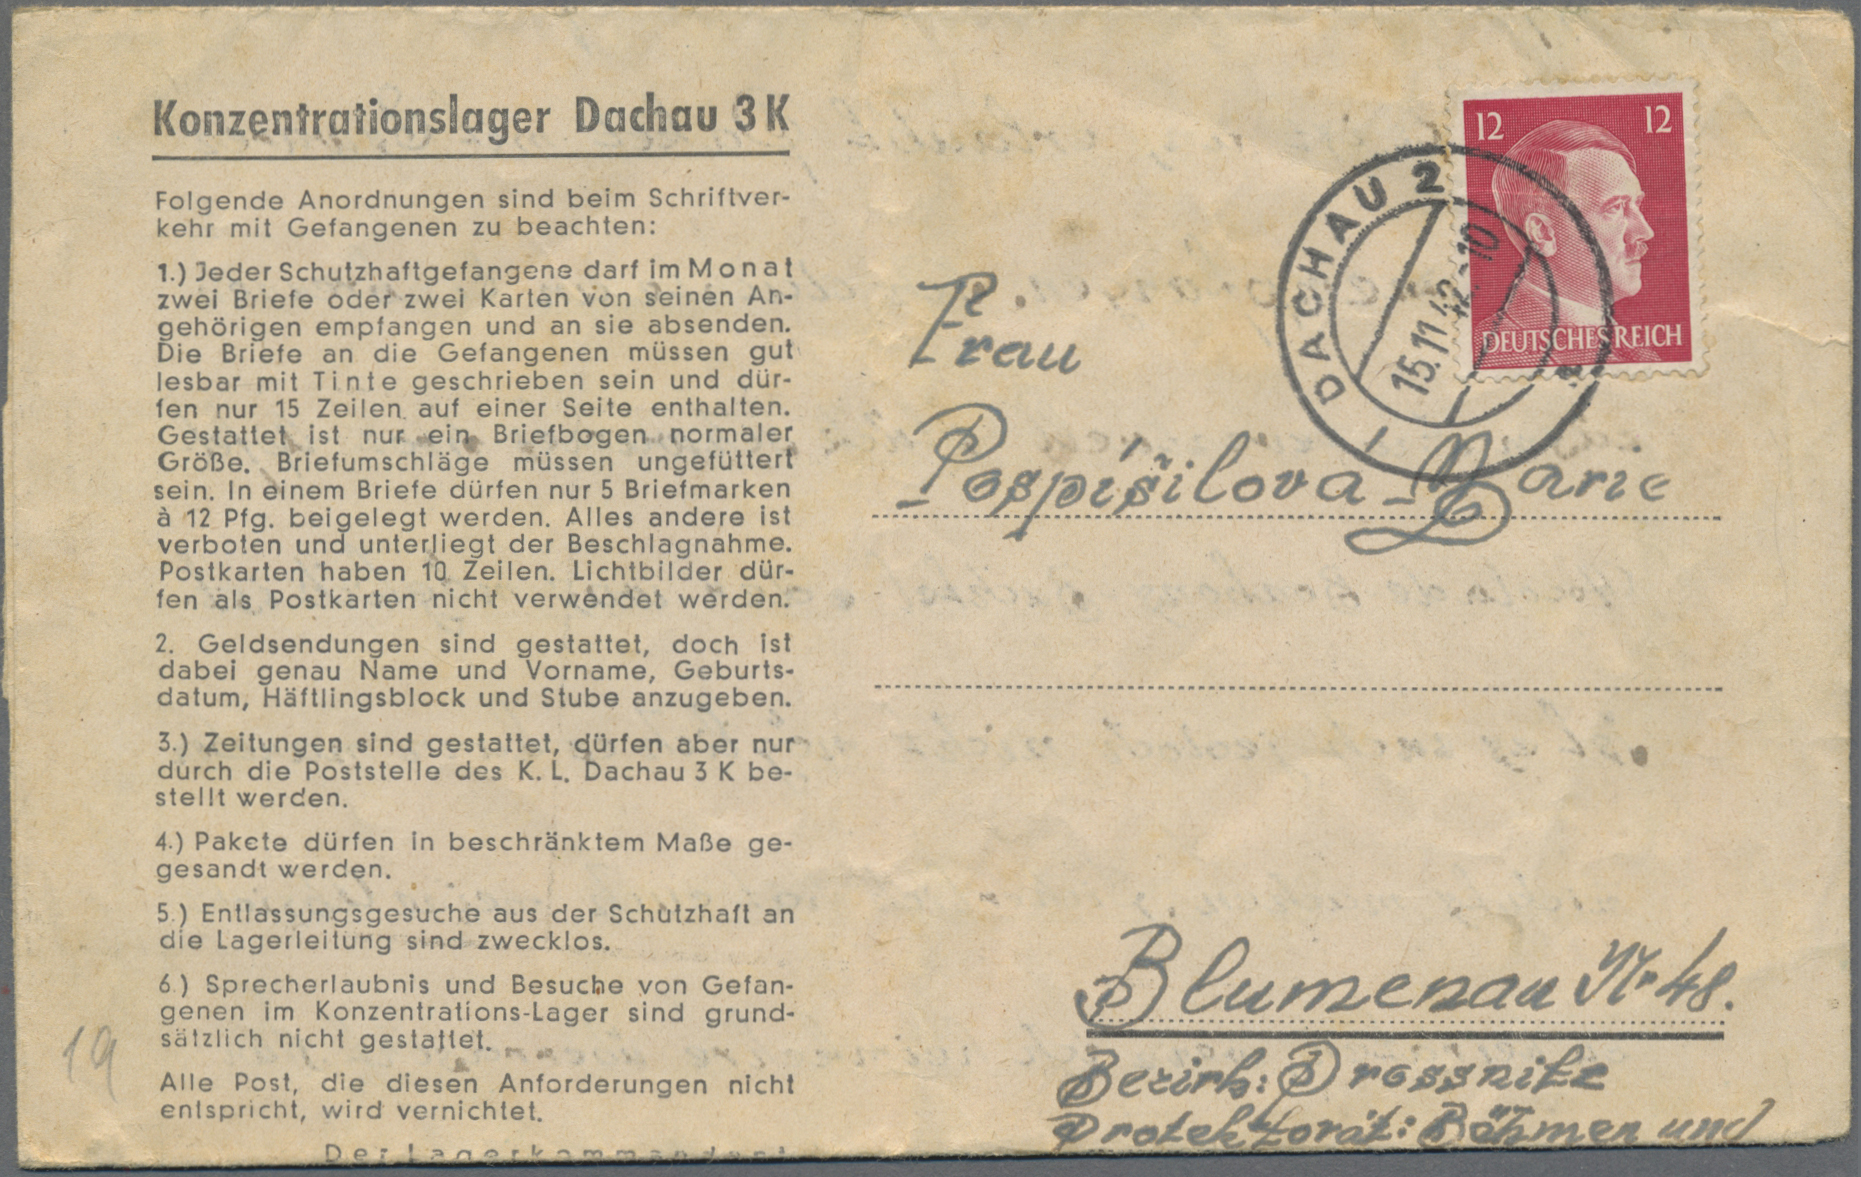 Konzentrationslager Dachau 3 K
Folgende Anordnungen sind beim Schriftver-
kehr mit Gefangenen zu beachten:
1.) Jeder Schutzhaftgefangene darf im Monat
zwei Briefe oder zwei Karten von seinen An-
gehörigen empfangen und an sie absenden.
Die Briefe an die Gefangenen müssen gut
lesbar mit Tinte geschrieben sein und dür-
fen nur 15 Zeilen auf einer Seite enthalten.
Gestattet ist nur ein Briefbogen normaler
Größe. Briefumschläge müssen ungefüttert
sein. In einem Briefe dürfen nur 5 Briefmarken
à 12 Pfg. beigelegt werden. Alles andere ist
verboten und unterliegt der Beschlagnahme.
Postkarten haben 10 Zeilen. Lichtbilder dür-
fen als Postkarten nicht verwendet werden.
2. Geldsendungen sind gestattet, doch ist
dabei genau Name und Vorname, Geburts-
datum, Häftlingsblock und Stube anzugeben.
3.) Zeitungen sind gestattet, dürfen aber nur
durch die Poststelle des K. L. Dachau 3 K be-
stellt werden.
4.) Pakete dürfen in beschränktem Maße ge-
gesandt werden.
5.) Entlassungsgesuche aus der Schutzhaft an
die Lagerleitung sind zwecklos.
6.) Sprecherlaubnis und Besuche von Gefan-
genen im Konzentrations-Lager sind grund-
sätzlich nicht gestattet.
Alle Post, die diesen Anforderungen nicht
entspricht, wird vernichtet.
Der Lagerkommandant
19
12 12
DEUTSCHES REICH
DACHAU 2
15.11.42.-10
Frau
Pospíšilova Marie
Blumenau Nr 48.
Bezirk: Prossnitz
Protektorat: Böhmen und